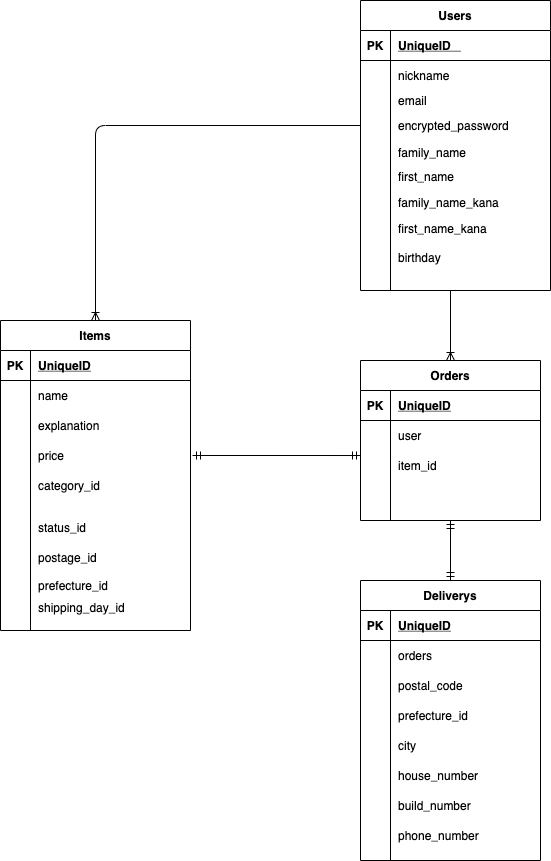 Users
PK UniqueID
nickname
email
encrypted_password
family_name
first_name
family_name_kana
first_name_kana
birthday
Items
PK UniqueID
name
explanation
price
category_id
status_id
postage_id
prefecture_id
shipping_day_id
Orders
PK UniqueID
user
item_id
Deliverys
PK UniqueID
orders
postal_code
prefecture_id
city
house_number
build_number
phone_number